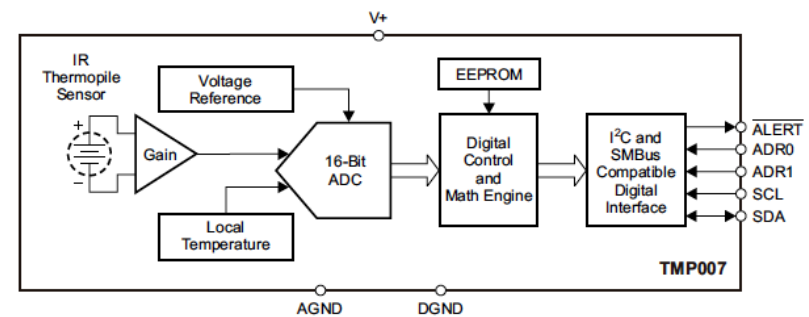 V+
IR
Thermopile
Sensor
+
−
Gain
Voltage
Reference
Local
Temperature
16-Bit
ADC
EEPROM
Digital
Control
and
Math Engine
I²C and
SMBus
Compatible
Digital
Interface
A̅L̅E̅R̅T̅
ADR0
ADR1
SCL
SDA
TMP007
AGND
DGND